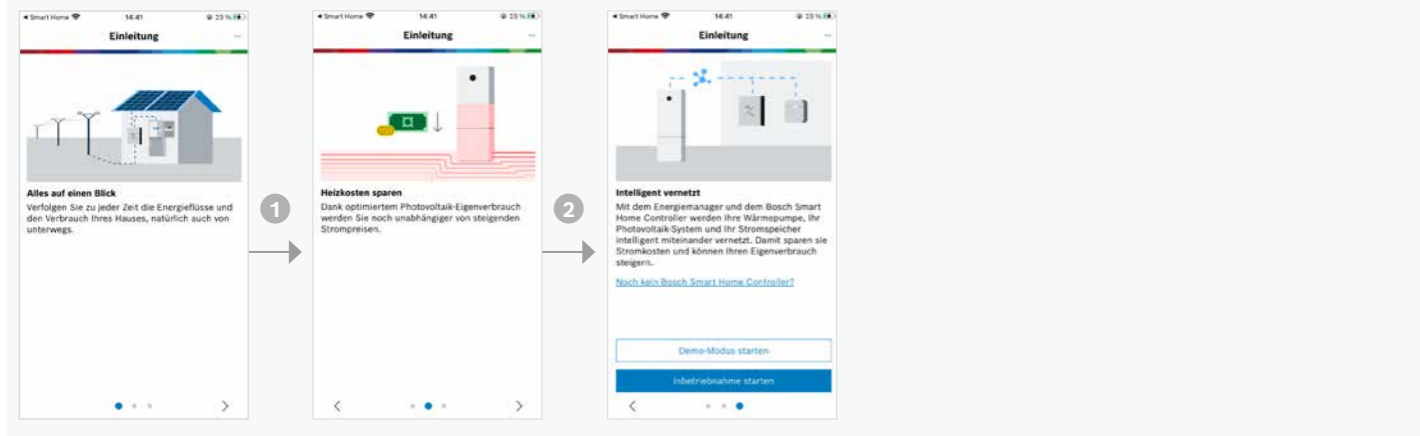 ◂ Smart Home 14:41 23 %
Einleitung
Alles auf einen Blick
Verfolgen Sie zu jeder Zeit die Energieflüsse und
den Verbrauch Ihres Hauses, natürlich auch von
unterwegs.
1
◂ Smart Home 14:41 23 %
Einleitung
Heizkosten sparen
Dank optimiertem Photovoltaik-Eigenverbrauch
werden Sie noch unabhängiger von steigenden
Strompreisen.
2
◂ Smart Home 14:41 23 %
Einleitung
Intelligent vernetzt
Mit dem Energiemanager und dem Bosch Smart
Home Controller werden Ihre Wärmepumpe, Ihr
Photovoltaik-System und Ihr Stromspeicher
intelligent miteinander vernetzt. Damit sparen sie
Stromkosten und können Ihren Eigenverbrauch
steigern.
Noch kein Bosch Smart Home Controller?
Demo-Modus starten
Inbetriebnahme starten